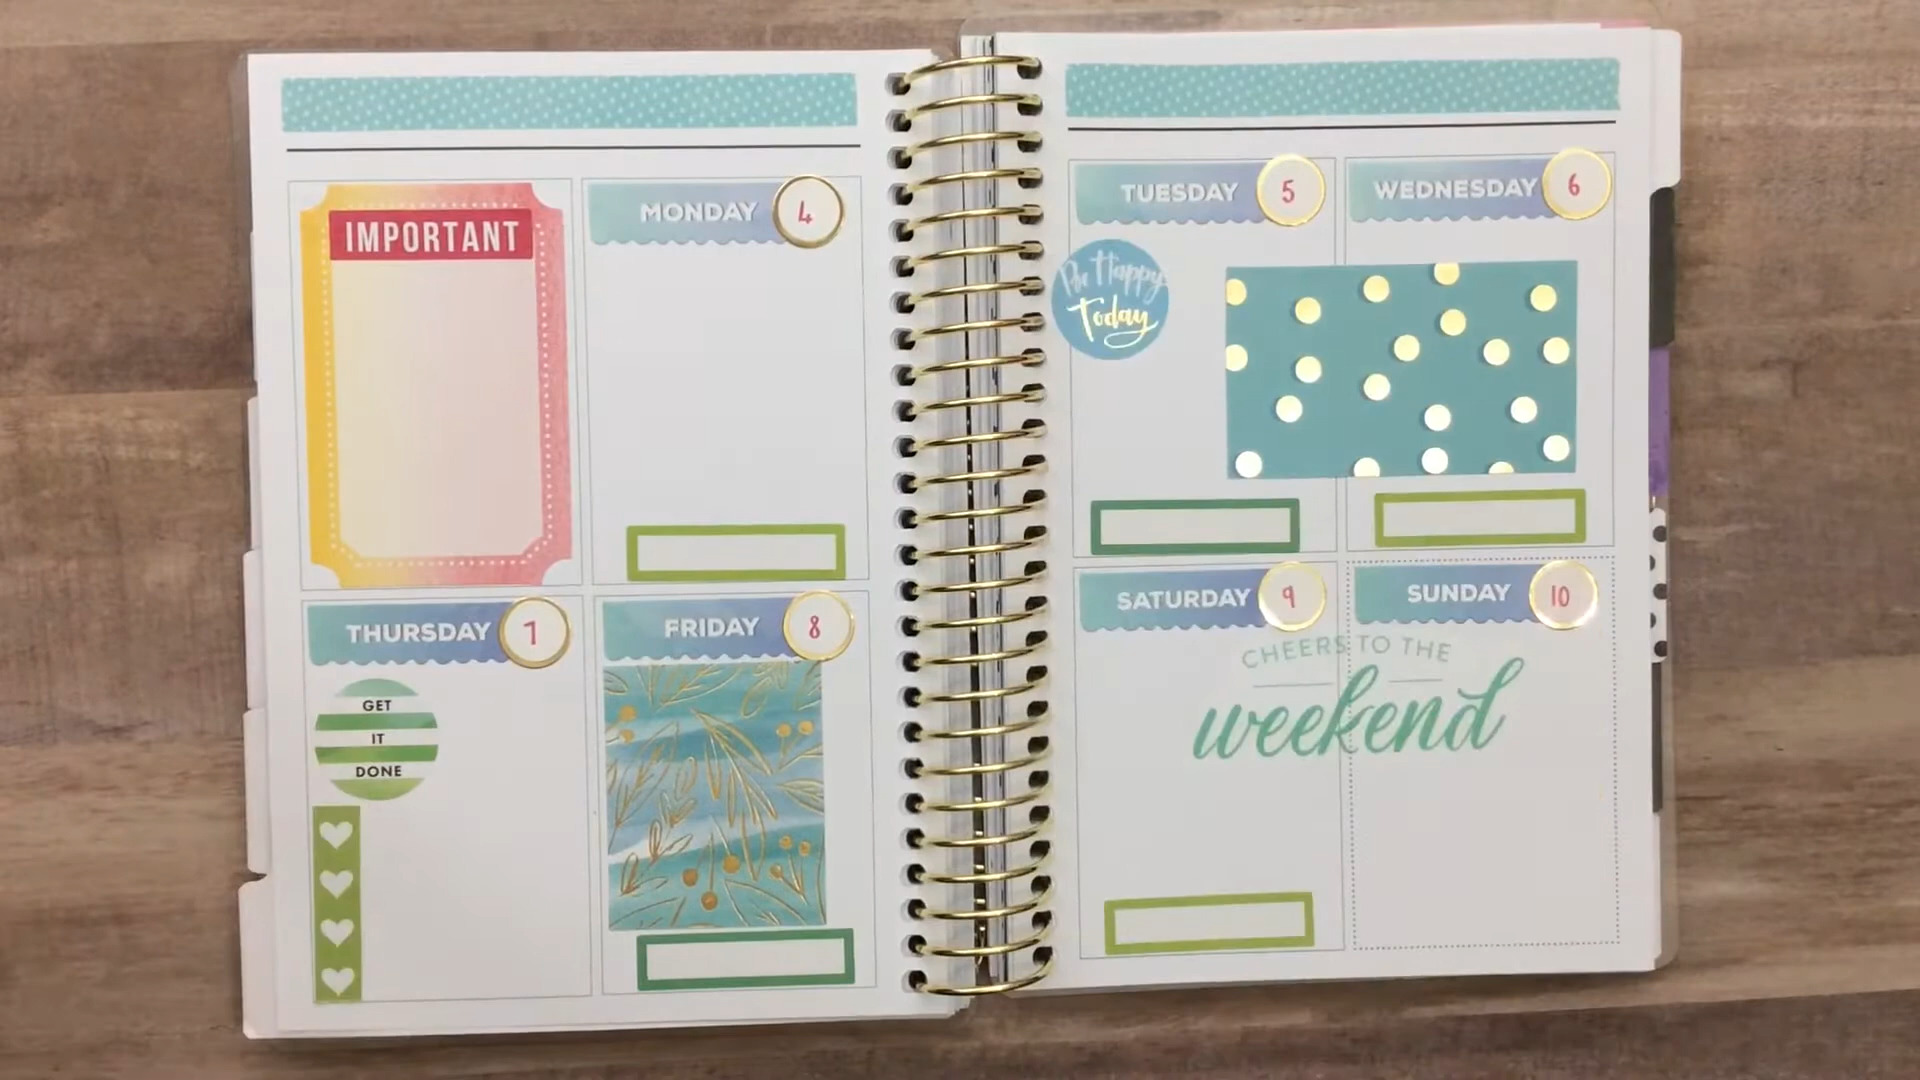 IMPORTANT
MONDAY 4
THURSDAY 7
GET
IT
DONE
FRIDAY 8
TUESDAY 5
Be Happy
Today
WEDNESDAY 6
SATURDAY 9
SUNDAY 10
CHEERS TO THE
weekend